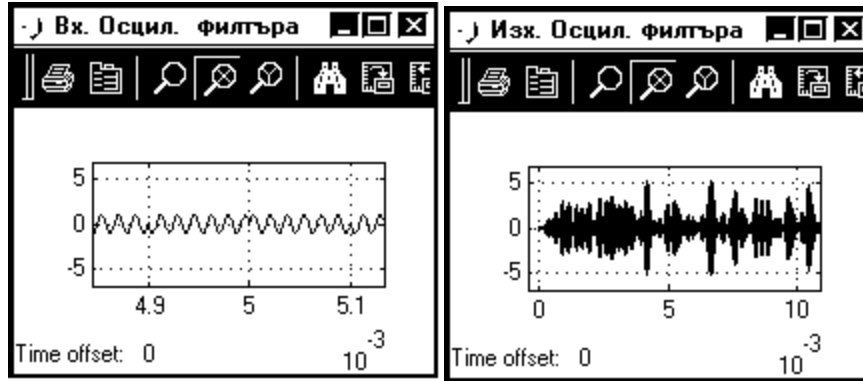 Вх. Осцил. Филтъра
5
0
-5
4.9 5 5.1
Time offset: 0
10
-3
Изх. Осцил. Филтъра
5
0
-5
0 5 10
Time offset: 0
10
-3